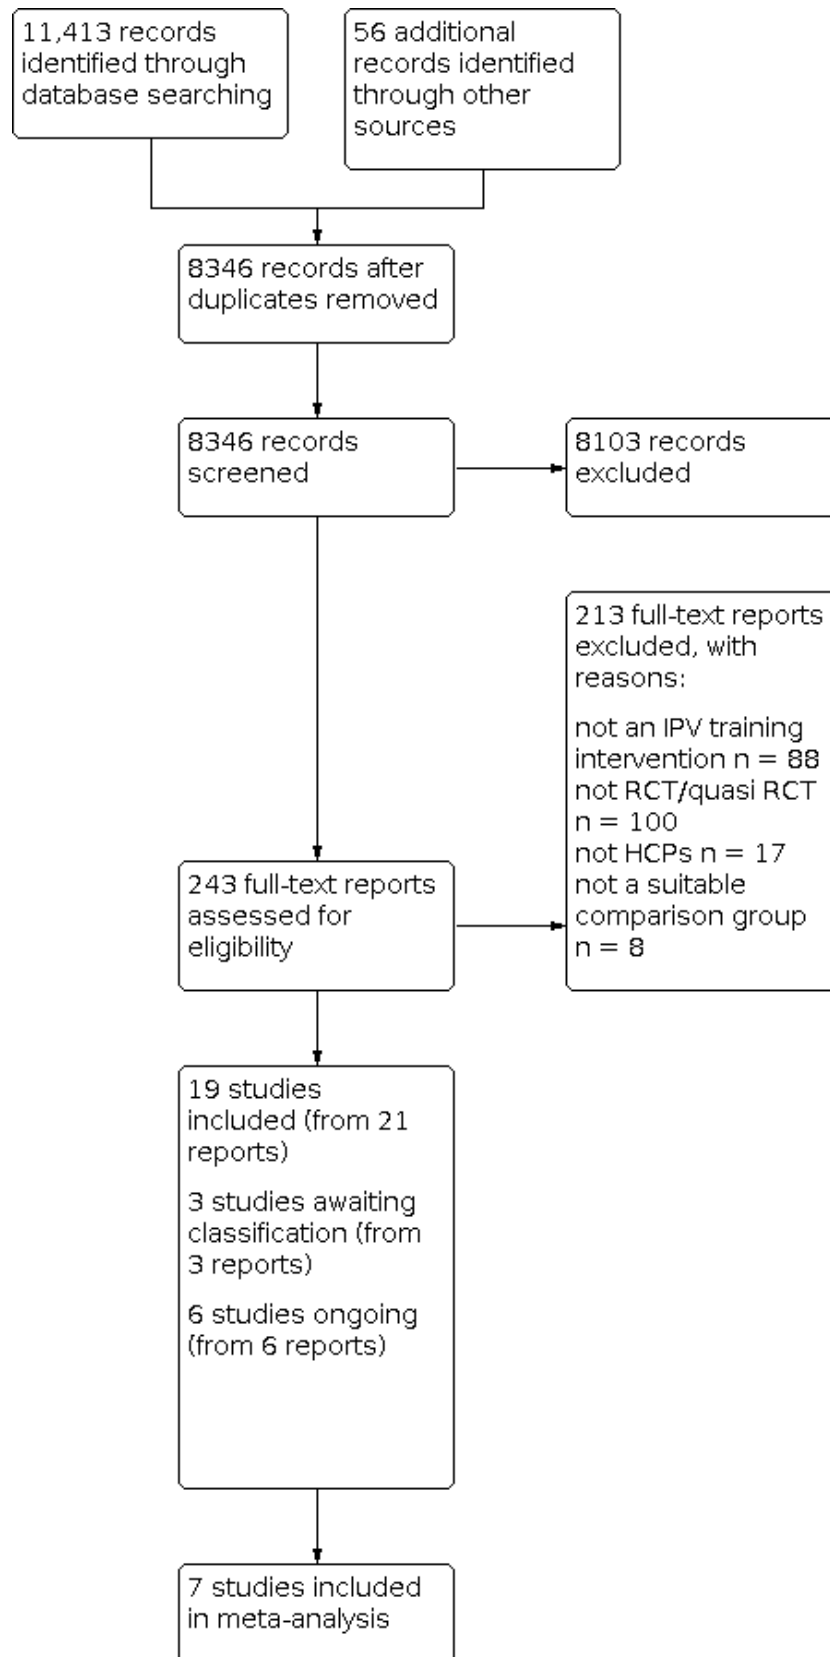 11,413 records
identified through
database searching
56 additional
records identified
through other
sources
8346 records after
duplicates removed
8346 records
screened
8103 records
excluded
213 full-text reports
excluded, with
reasons:
not an IPV training
intervention n = 88
not RCT/quasi RCT
n = 100
not HCPs n = 17
not a suitable
comparison group
n = 8
243 full-text reports
assessed for
eligibility
19 studies
included (from 21
reports)
3 studies awaiting
classification (from
3 reports)
6 studies ongoing
(from 6 reports)
7 studies included
in meta-analysis